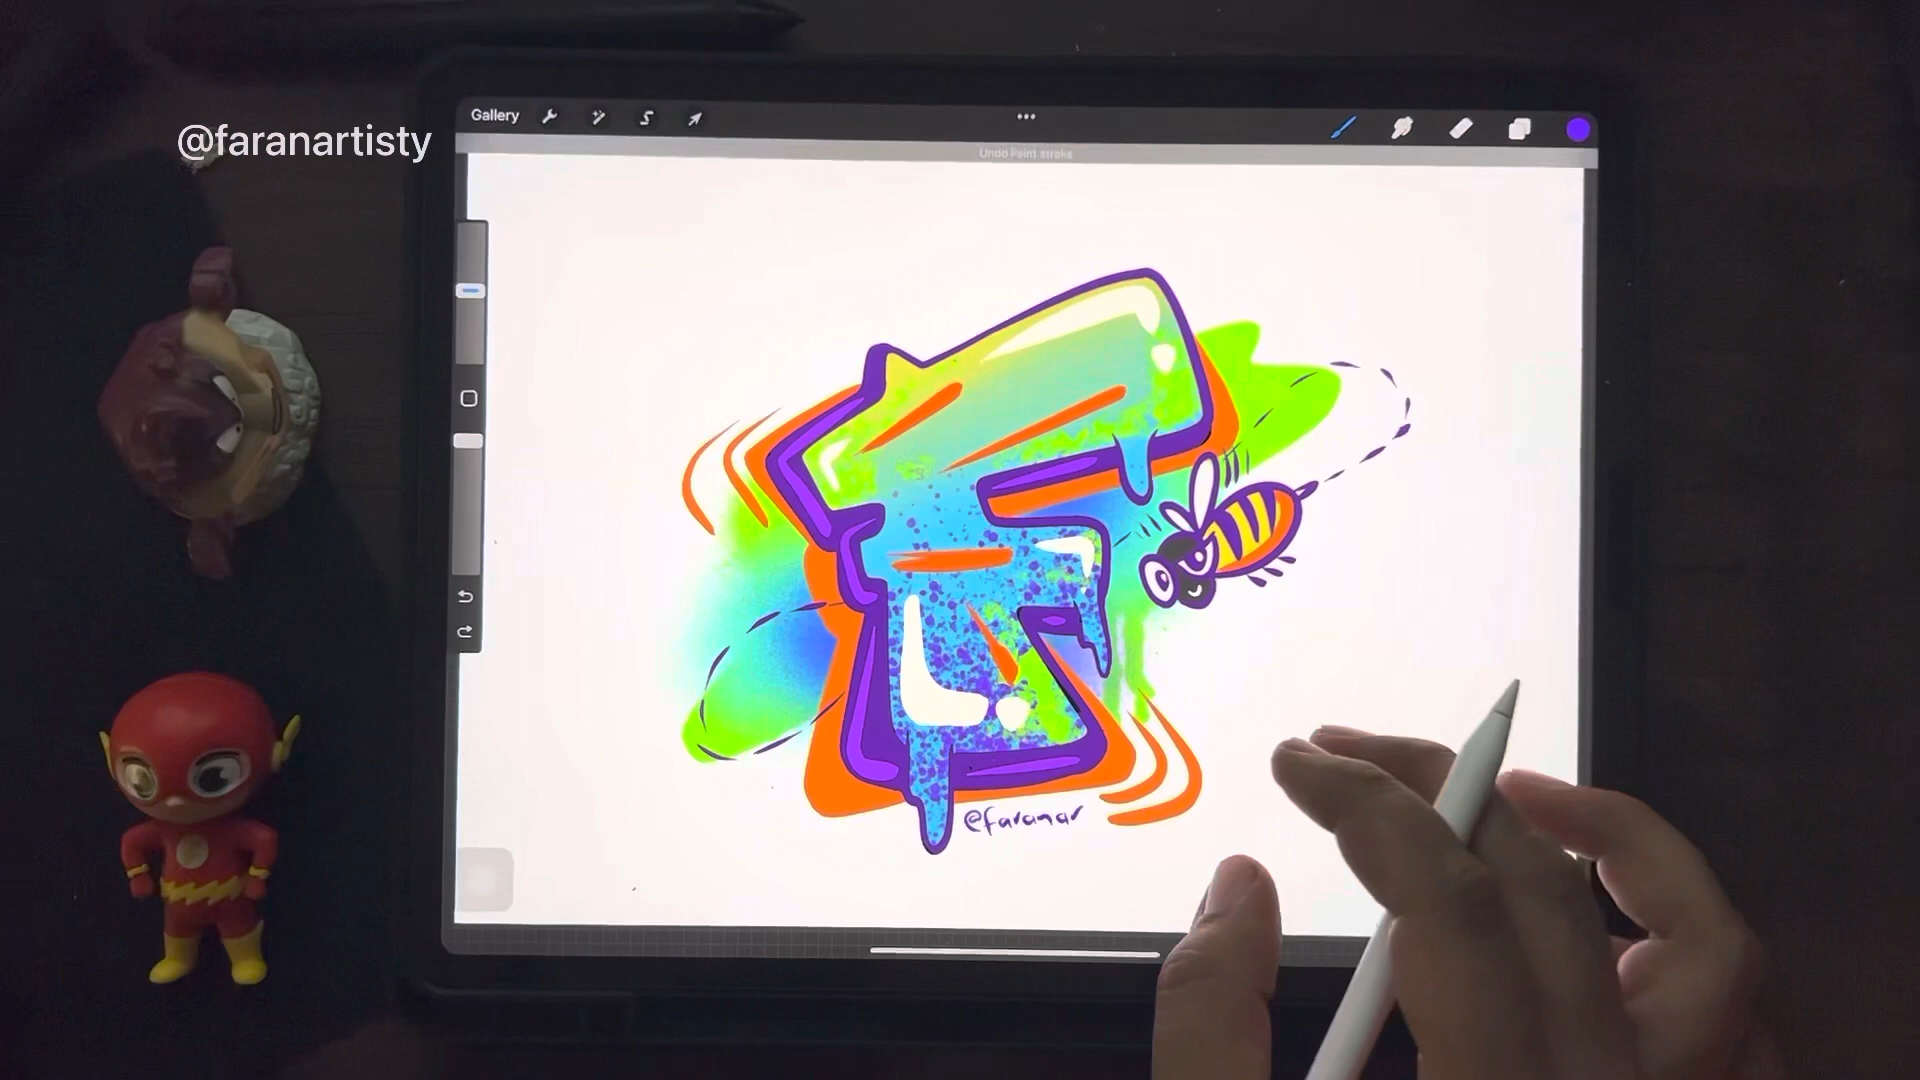 @faranartisty
Gallery
Undo Paint stroke
F
@faranar